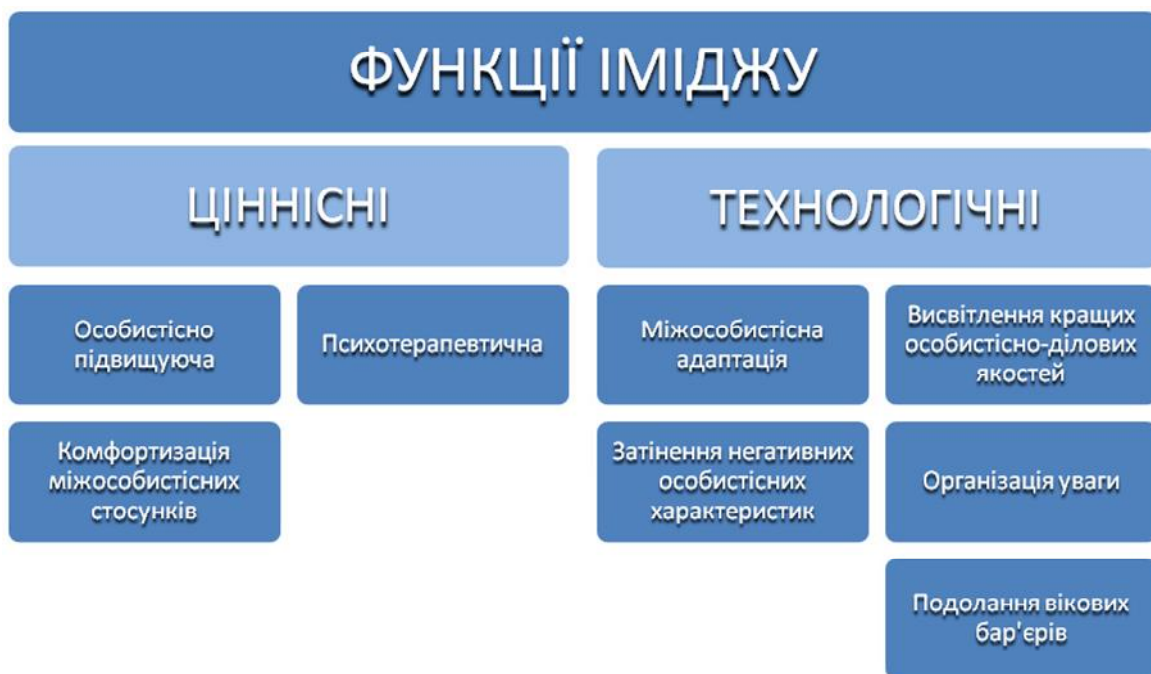 ФУНКЦІЇ ІМІДЖУ
ЦІННІСНІ
ТЕХНОЛОГІЧНІ
Особистісно
підвищуюча
Психотерапевтична
Міжособистісна
адаптація
Висвітлення кращих
особистісно-ділових
якостей
Комфортизація
міжособистісних
стосунків
Затінення негативних
особистісних
характеристик
Організація уваги
Подолання вікових
бар'єрів